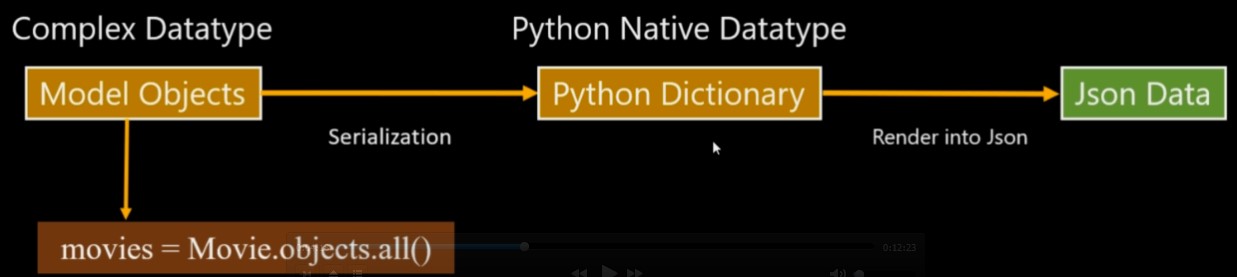 Complex Datatype
Python Native Datatype
Model Objects
Python Dictionary
Json Data
Serialization
Render into Json
movies = Movie.objects.all()
0:12:23